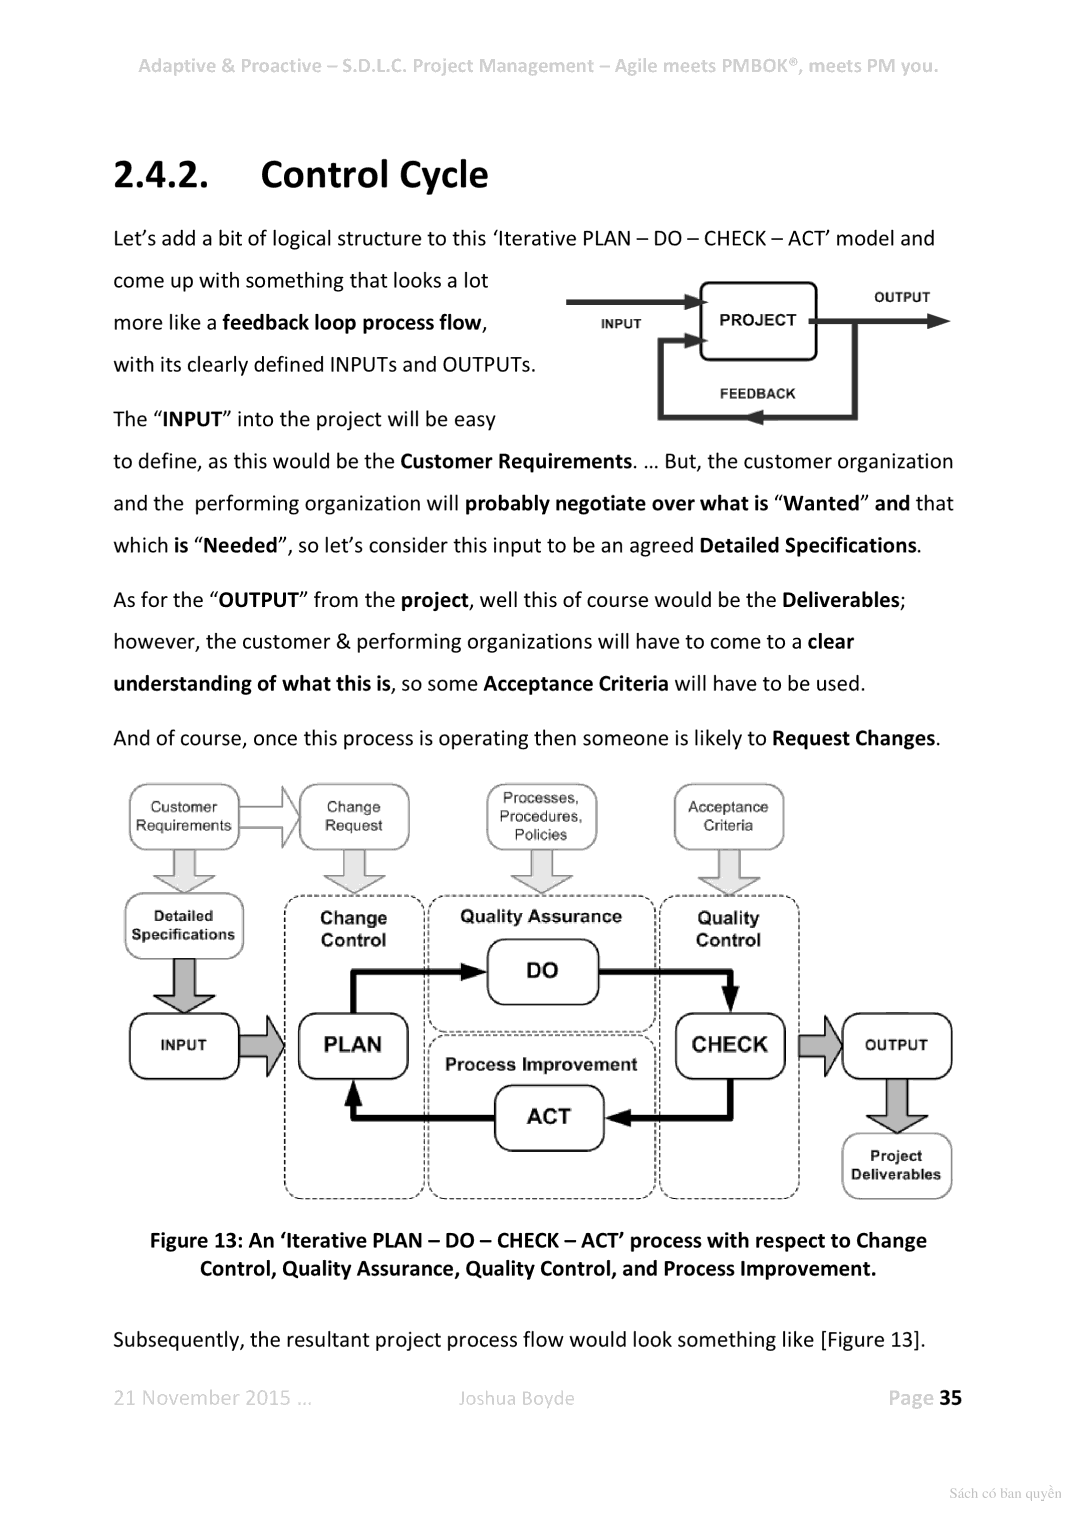 Adaptive & Proactive – S.D.L.C. Project Management – Agile meets PMBOK®, meets PM you.
2.4.2. Control Cycle
Let’s add a bit of logical structure to this ‘Iterative PLAN – DO – CHECK – ACT’ model and
come up with something that looks a lot
more like a feedback loop process flow,
with its clearly defined INPUTs and OUTPUTs.
INPUT
PROJECT
OUTPUT
FEEDBACK
The “INPUT” into the project will be easy
to define, as this would be the Customer Requirements. … But, the customer organization
and the performing organization will probably negotiate over what is “Wanted” and that
which is “Needed”, so let’s consider this input to be an agreed Detailed Specifications.
As for the “OUTPUT” from the project, well this of course would be the Deliverables;
however, the customer & performing organizations will have to come to a clear
understanding of what this is, so some Acceptance Criteria will have to be used.
And of course, once this process is operating then someone is likely to Request Changes.
Customer
Requirements
Change
Request
Processes,
Procedures,
Policies
Acceptance
Criteria
Detailed
Specifications
Change
Control
Quality Assurance
Quality
Control
DO
INPUT
PLAN
CHECK
OUTPUT
Process Improvement
ACT
Project
Deliverables
Figure 13: An ‘Iterative PLAN – DO – CHECK – ACT’ process with respect to Change
Control, Quality Assurance, Quality Control, and Process Improvement.
Subsequently, the resultant project process flow would look something like [Figure 13].
21 November 2015 … Joshua Boyde Page 35
Sách có bản quyền